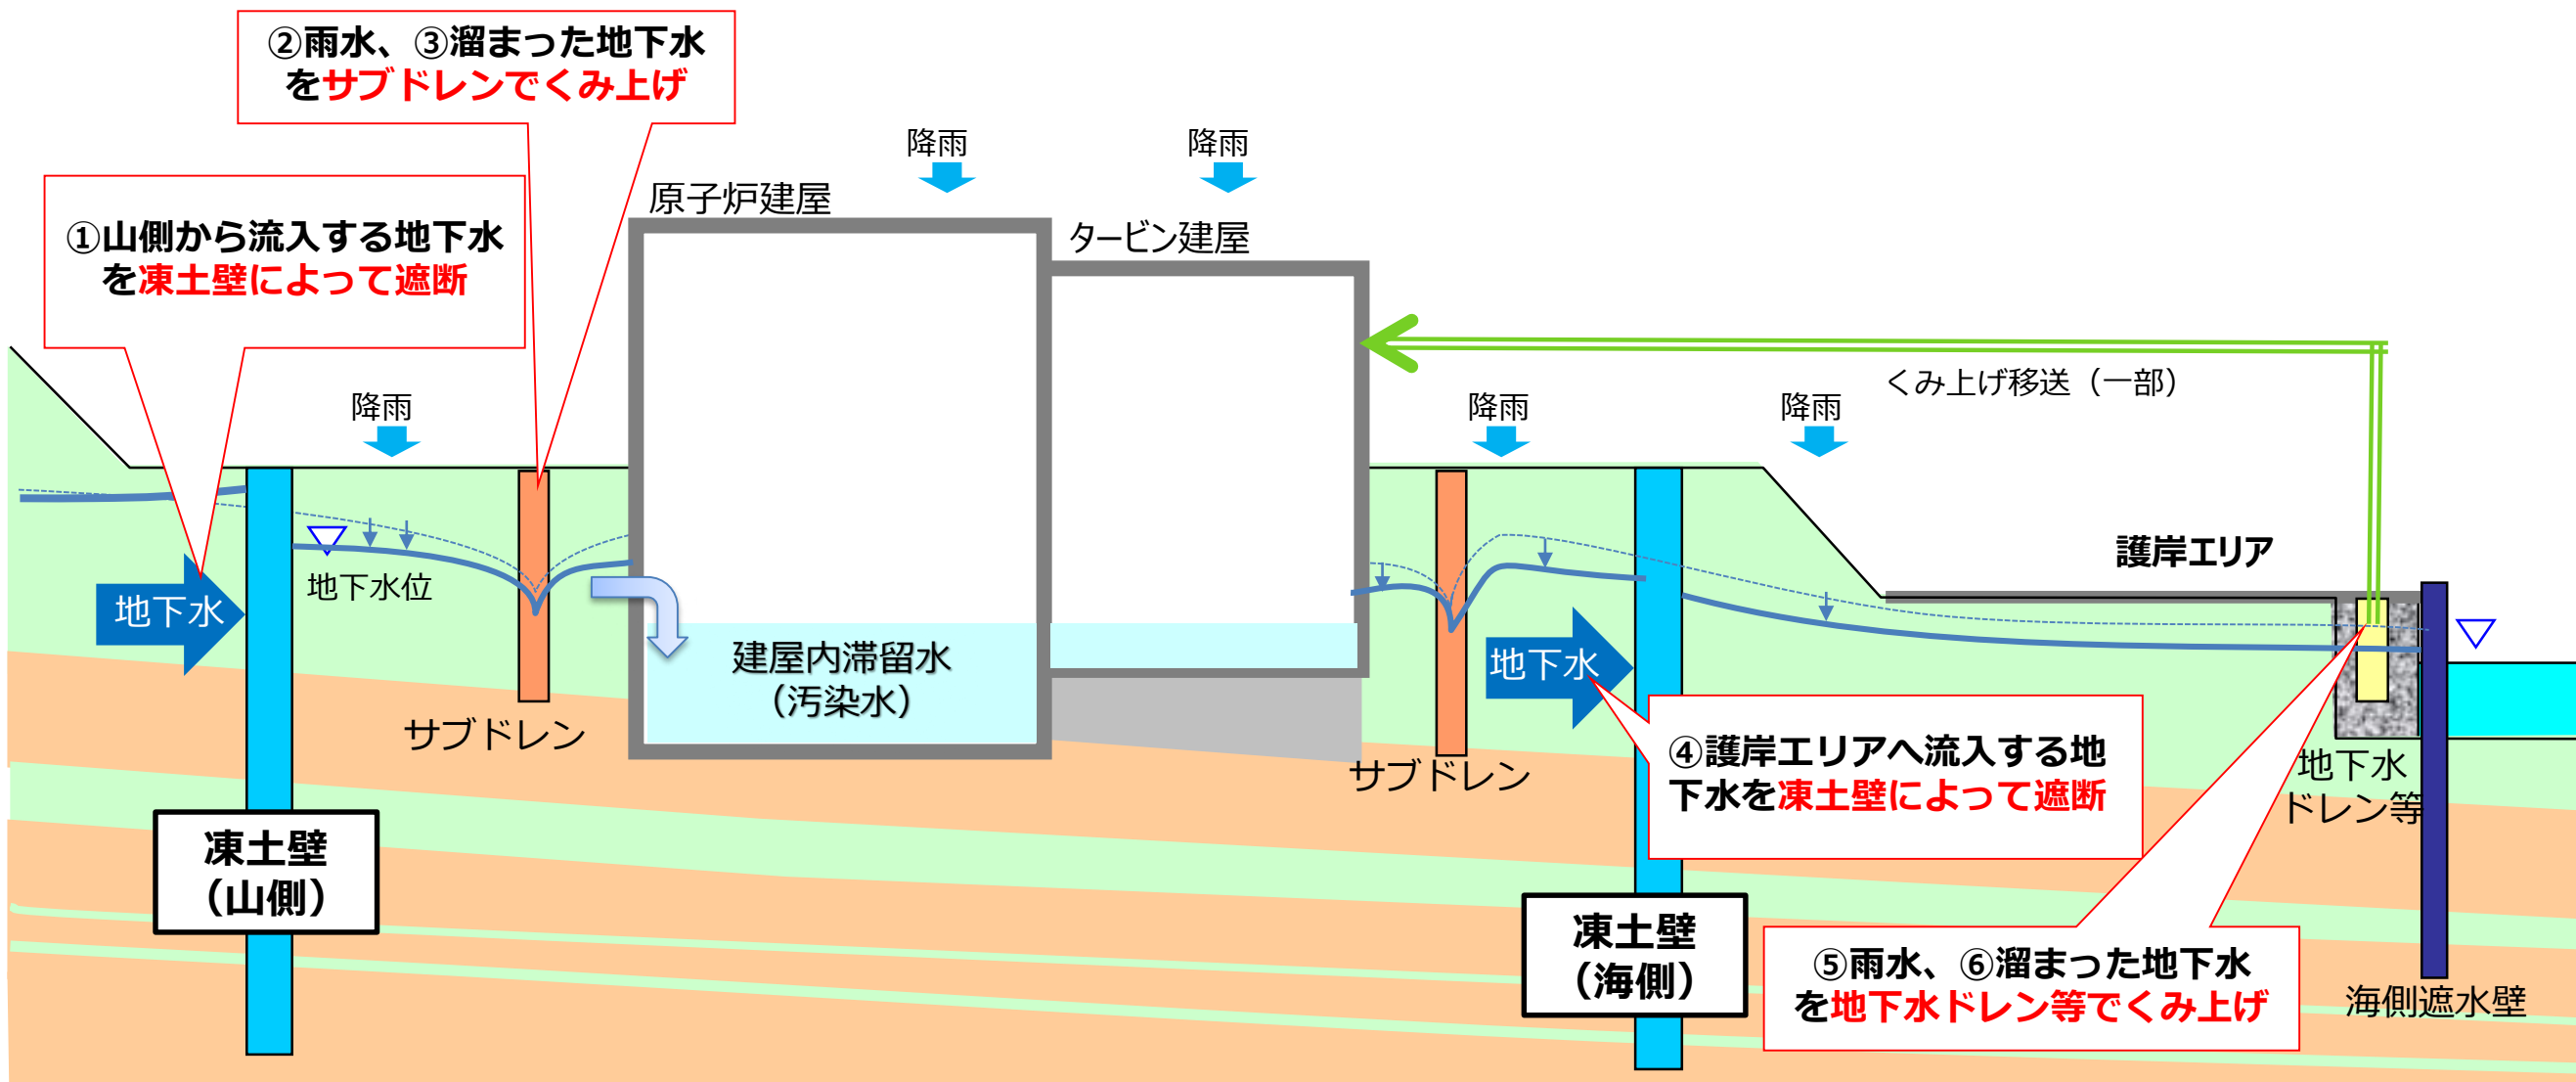 ②雨水、③溜まった地下水
をサブドレンでくみ上げ
①山側から流入する地下水
を凍土壁によって遮断
降雨
降雨
原子炉建屋
タービン建屋
くみ上げ移送（一部）
降雨
降雨
降雨
護岸エリア
地下水位
地下水
地下水
建屋内滞留水
（汚染水）
サブドレン
サブドレン
④護岸エリアへ流入する地
下水を凍土壁によって遮断
地下水
ドレン等
凍土壁
（山側）
凍土壁
（海側）
⑤雨水、⑥溜まった地下水
を地下水ドレン等でくみ上げ
海側遮水壁